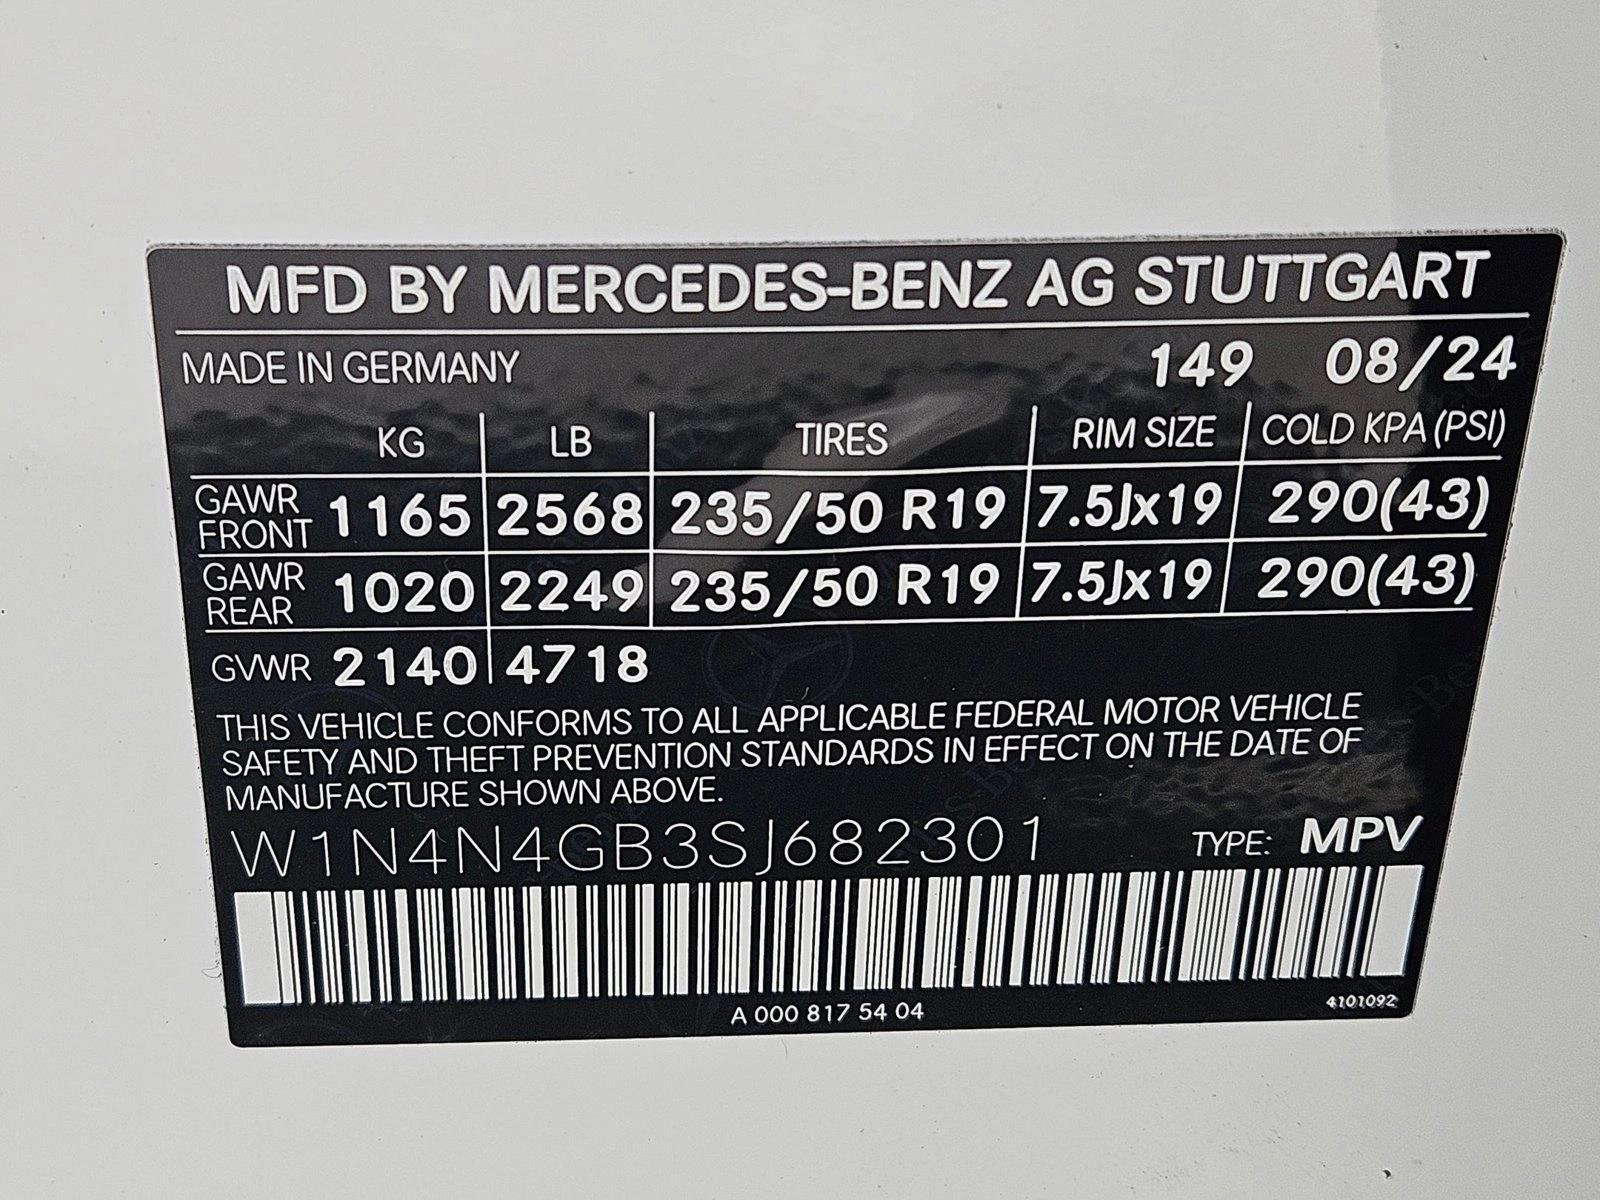 MFD BY MERCEDES-BENZ AG STUTTGART
MADE IN GERMANY 149 08/24
KG LB TIRES RIM SIZE COLD KPA (PSI)
GAWR FRONT 1165 2568 235/50 R19 7.5Jx19 290(43)
GAWR REAR 1020 2249 235/50 R19 7.5Jx19 290(43)
GVWR 2140 4718
THIS VEHICLE CONFORMS TO ALL APPLICABLE FEDERAL MOTOR VEHICLE
SAFETY AND THEFT PREVENTION STANDARDS IN EFFECT ON THE DATE OF
MANUFACTURE SHOWN ABOVE.
W1N4N4GB3SJ682301 TYPE: MPV
A 000 817 54 04 4101092